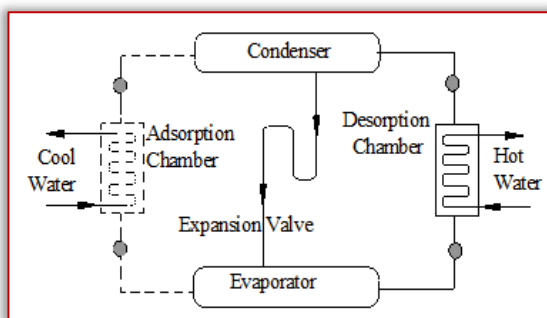 Condenser
Adsorption
Chamber
Desorption
Chamber
Cool
Water
Hot
Water
Expansion Valve
Evaporator